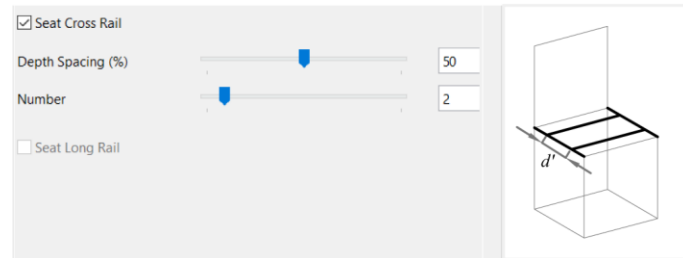 Seat Cross Rail
Depth Spacing (%) 50
Number 2
Seat Long Rail
d'